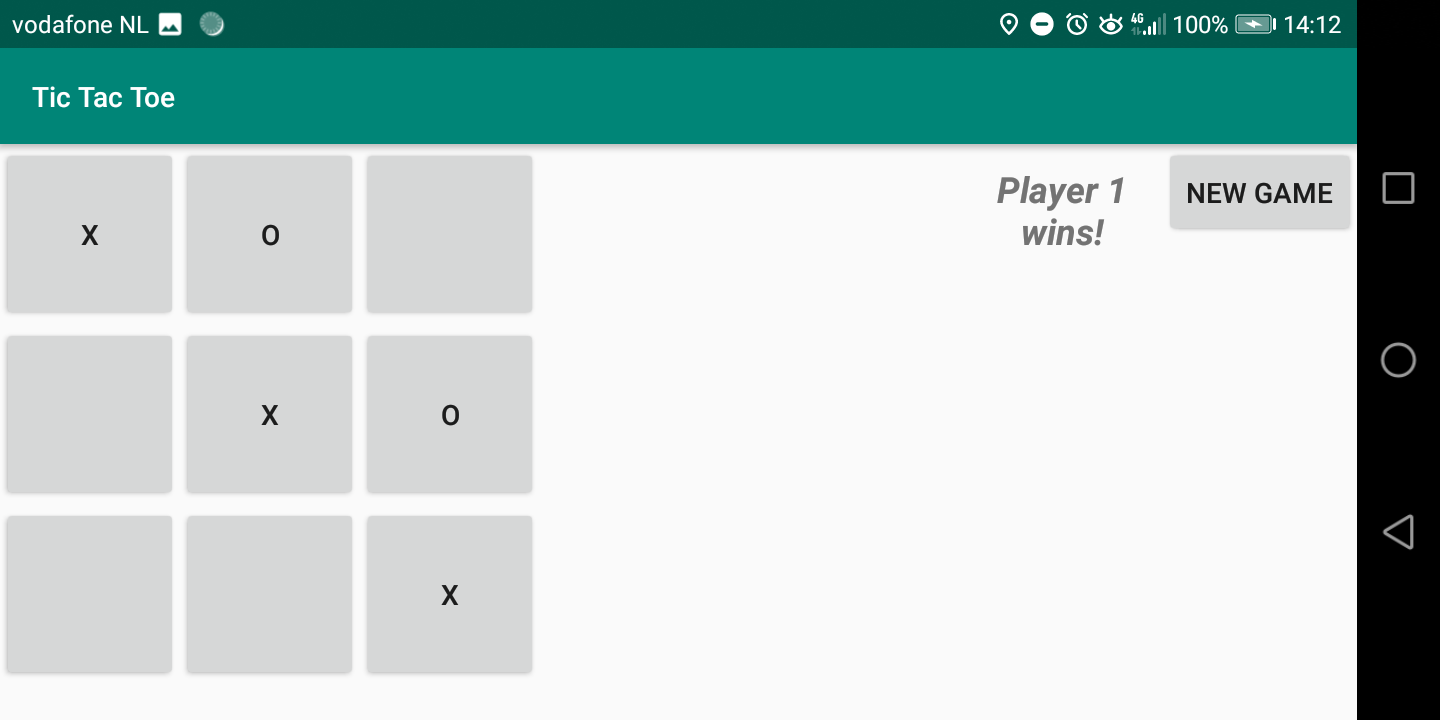 vodafone NL 4G 100% 14:12
Tic Tac Toe
X O
Player 1
wins!
NEW GAME
X O
X